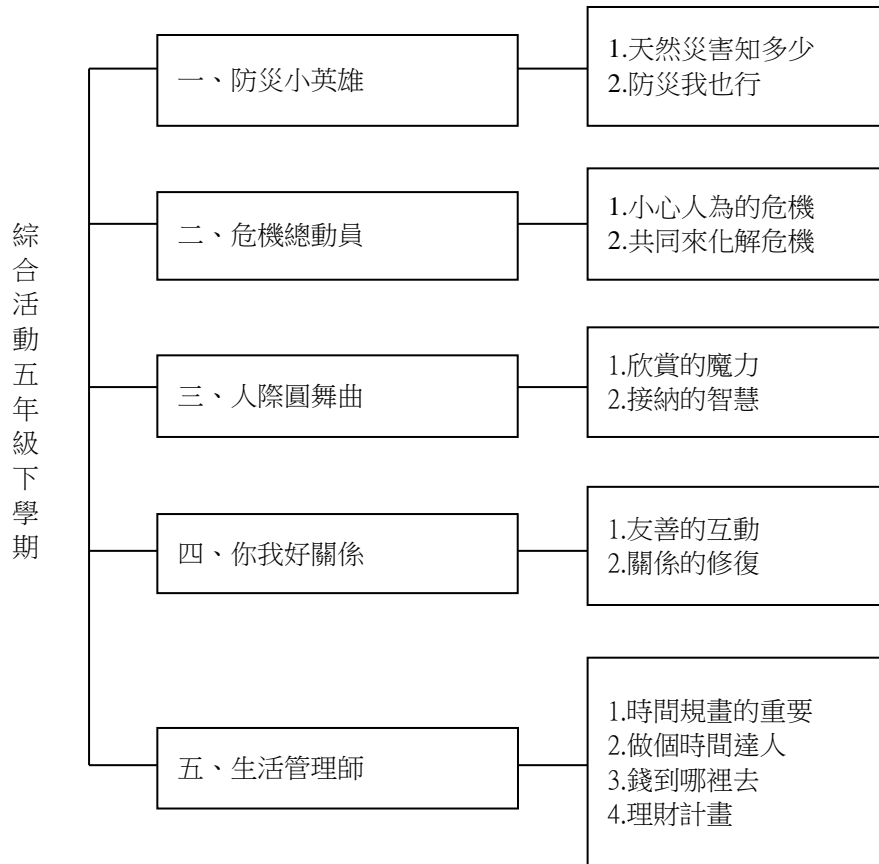 綜合活動五年級下學期
一、防災小英雄
1.天然災害知多少
2.防災我也行
二、危機總動員
1.小心人為的危機
2.共同來化解危機
三、人際圓舞曲
1.欣賞的魔力
2.接納的智慧
四、你我好關係
1.友善的互動
2.關係的修復
五、生活管理師
1.時間規畫的重要
2.做個時間達人
3.錢到哪裡去
4.理財計畫